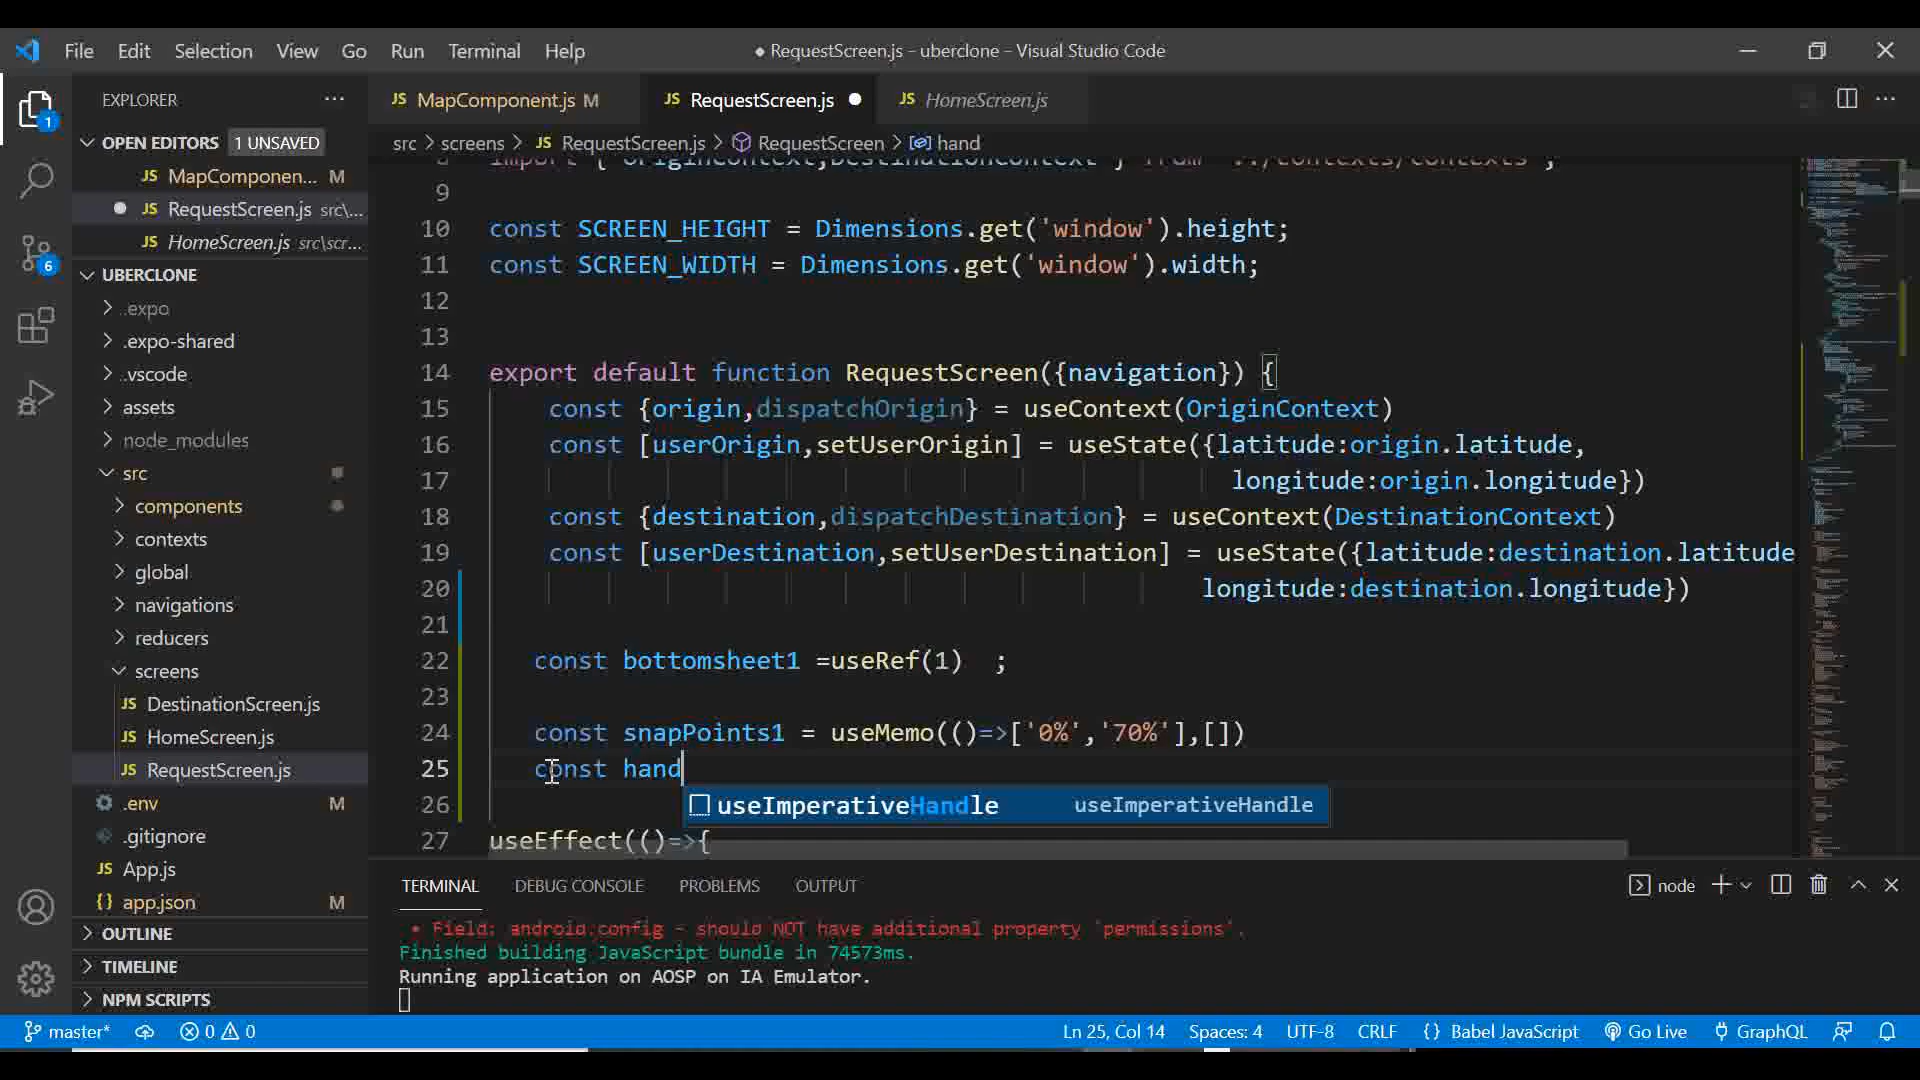 File Edit Selection View Go Run Terminal Help
● RequestScreen.js - uberclone - Visual Studio Code
EXPLORER ···
JS MapComponent.js M
JS RequestScreen.js ●
JS HomeScreen.js
OPEN EDITORS 1 UNSAVED
src > screens > JS RequestScreen.js > RequestScreen > hand
JS MapComponen... M
● JS RequestScreen.js src\...
JS HomeScreen.js src\scr...
UBERCLONE
.expo
.expo-shared
.vscode
assets
node_modules
src
components
contexts
global
navigations
reducers
screens
JS DestinationScreen.js
JS HomeScreen.js
JS RequestScreen.js
.env M
.gitignore
JS App.js
{} app.json M
OUTLINE
TIMELINE
NPM SCRIPTS
1
6
8 import { OriginContext,DestinationContext } from '../contexts/contexts';
9
10 const SCREEN_HEIGHT = Dimensions.get('window').height;
11 const SCREEN_WIDTH = Dimensions.get('window').width;
12
13
14 export default function RequestScreen({navigation}) {
15 const {origin,dispatchOrigin} = useContext(OriginContext)
16 const [userOrigin,setUserOrigin] = useState({latitude:origin.latitude,
17 longitude:origin.longitude})
18 const {destination,dispatchDestination} = useContext(DestinationContext)
19 const [userDestination,setUserDestination] = useState({latitude:destination.latitude
20 longitude:destination.longitude})
21
22 const bottomsheet1 =useRef(1)  ;
23
24 const snapPoints1 = useMemo(()=>['0%','70%'],[])
25 const hand
26
useImperativeHandle useImperativeHandle
27 useEffect(()=>{
TERMINAL DEBUG CONSOLE PROBLEMS OUTPUT
node
• Field: android.config - should NOT have additional property 'permissions'.
Finished building JavaScript bundle in 74573ms.
Running application on AOSP on IA Emulator.
master* 0 0
Ln 25, Col 14 Spaces: 4 UTF-8 CRLF {} Babel JavaScript Go Live GraphQL